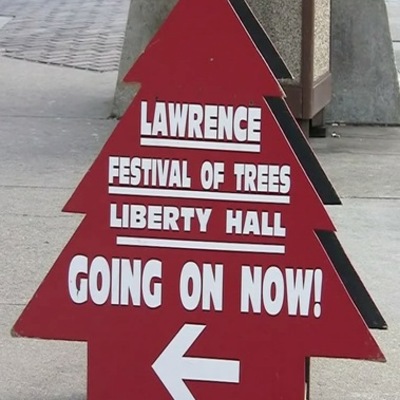 LAWRENCE
FESTIVAL OF TREES
LIBERTY HALL
GOING ON NOW!